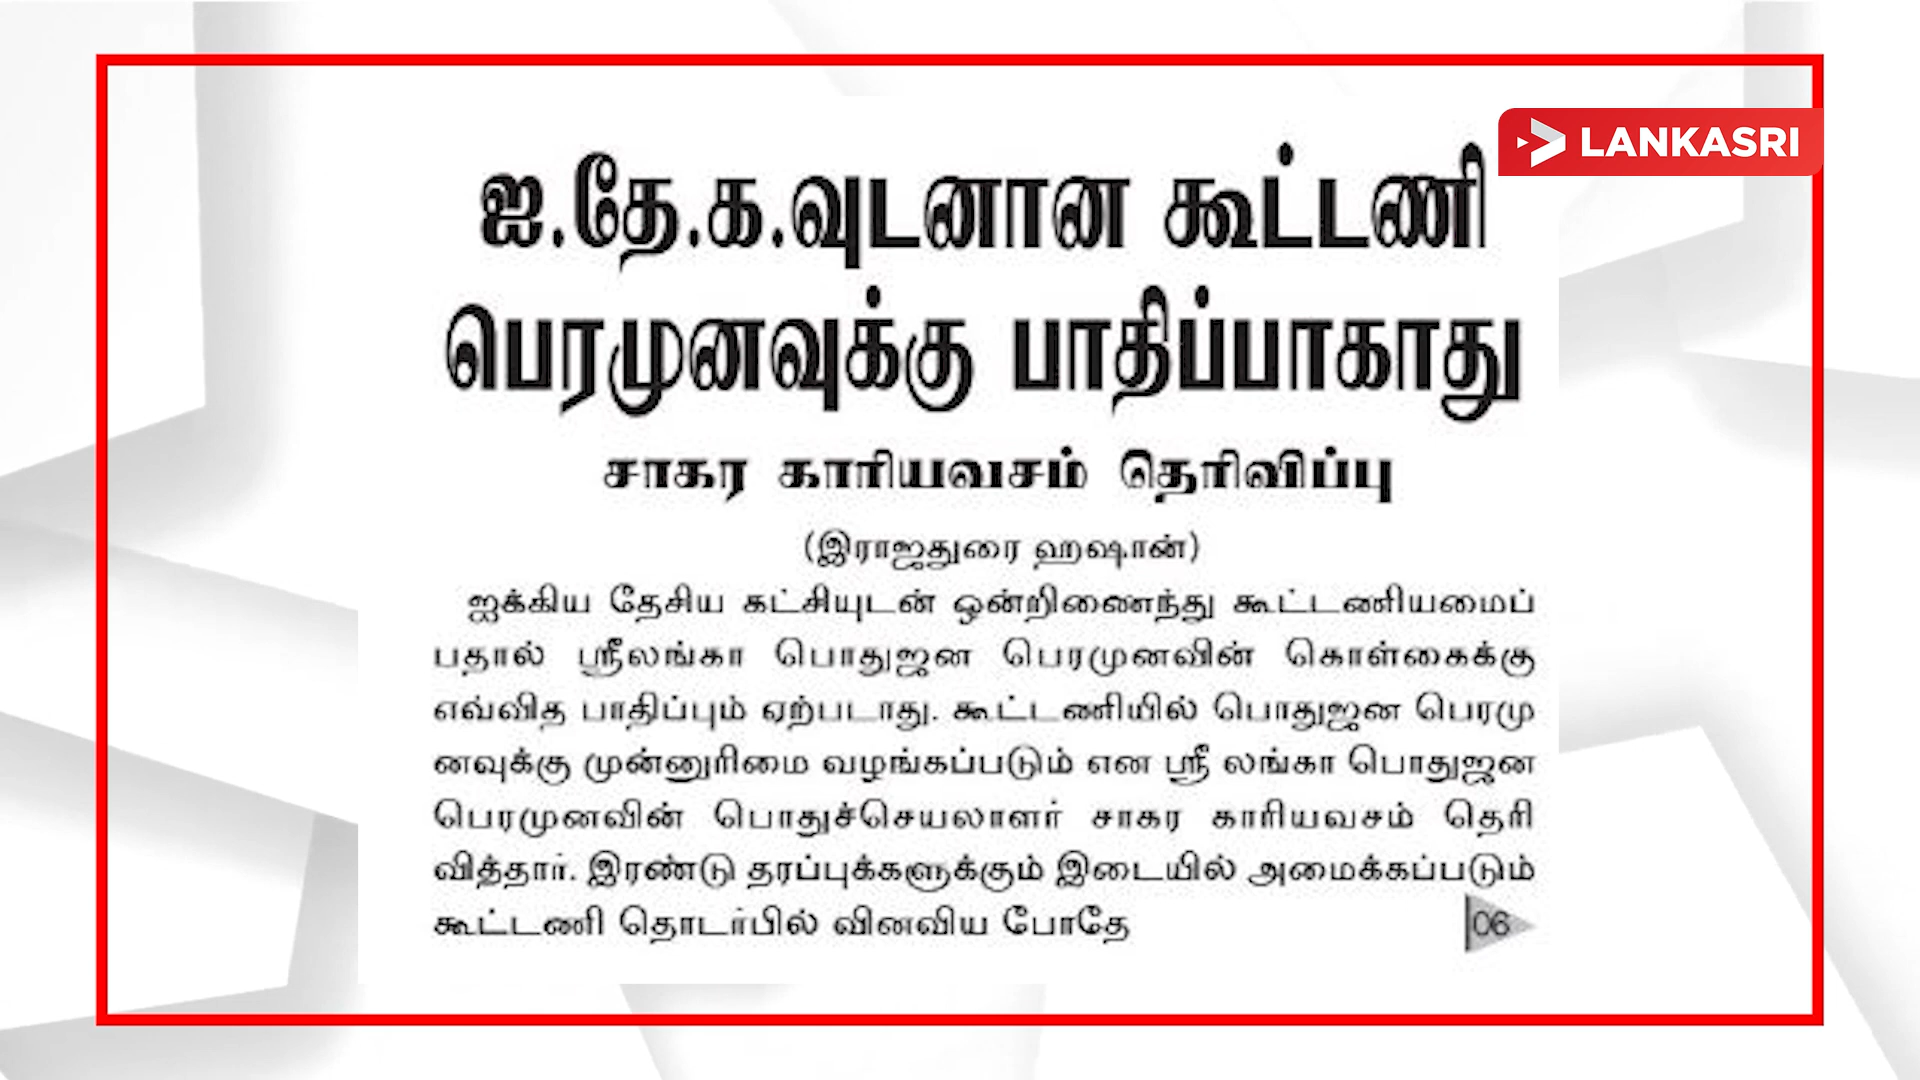 LANKASRI
ஐ.தே.க.வுடனான கூட்டணி
பெரமுனவுக்கு பாதிப்பாகாது
சாகர காரியவசம் தெரிவிப்பு
(இராஜதுரை ஹஷான்)
ஐக்கிய தேசிய கட்சியுடன் ஒன்றிணைந்து கூட்டணியமைப்
பதால் ஸ்ரீலங்கா பொதுஜன பெரமுனவின் கொள்கைக்கு
எவ்வித பாதிப்பும் ஏற்படாது. கூட்டணியில் பொதுஜன பெரமு
னவுக்கு முன்னுரிமை வழங்கப்படும் என ஸ்ரீ லங்கா பொதுஜன
பெரமுனவின் பொதுச்செயலாளர் சாகர காரியவசம் தெரி
வித்தார். இரண்டு தரப்புக்களுக்கும் இடையில் அமைக்கப்படும்
கூட்டணி தொடர்பில் வினவிய போதே
06